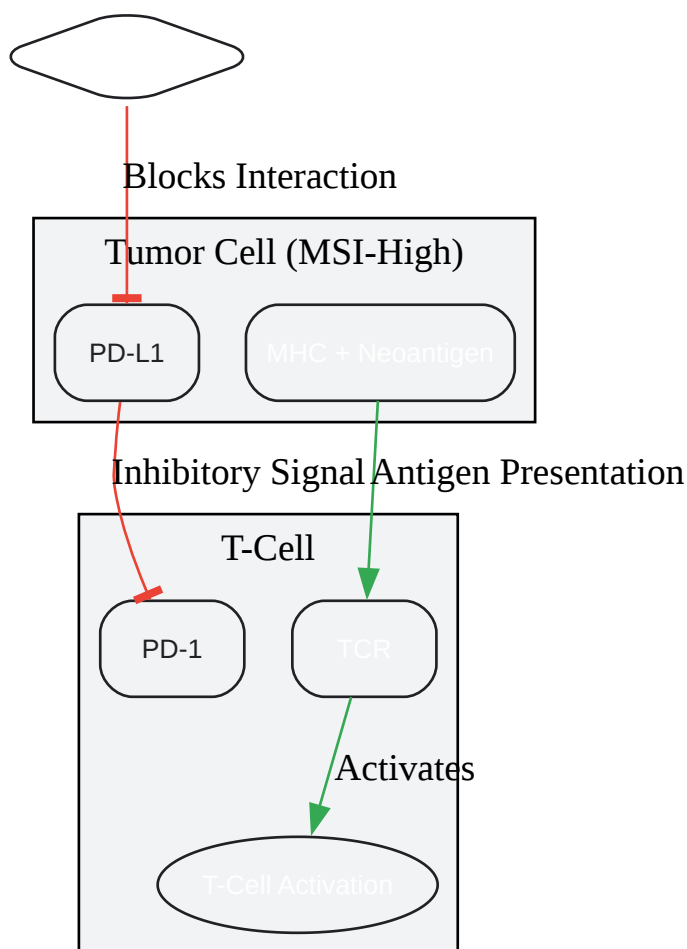 Blocks Interaction
Tumor Cell (MSI-High)
PD-L1
MHC + Neoantigen
Inhibitory Signal
Antigen Presentation
T-Cell
PD-1
TCR
Activates
T-Cell Activation